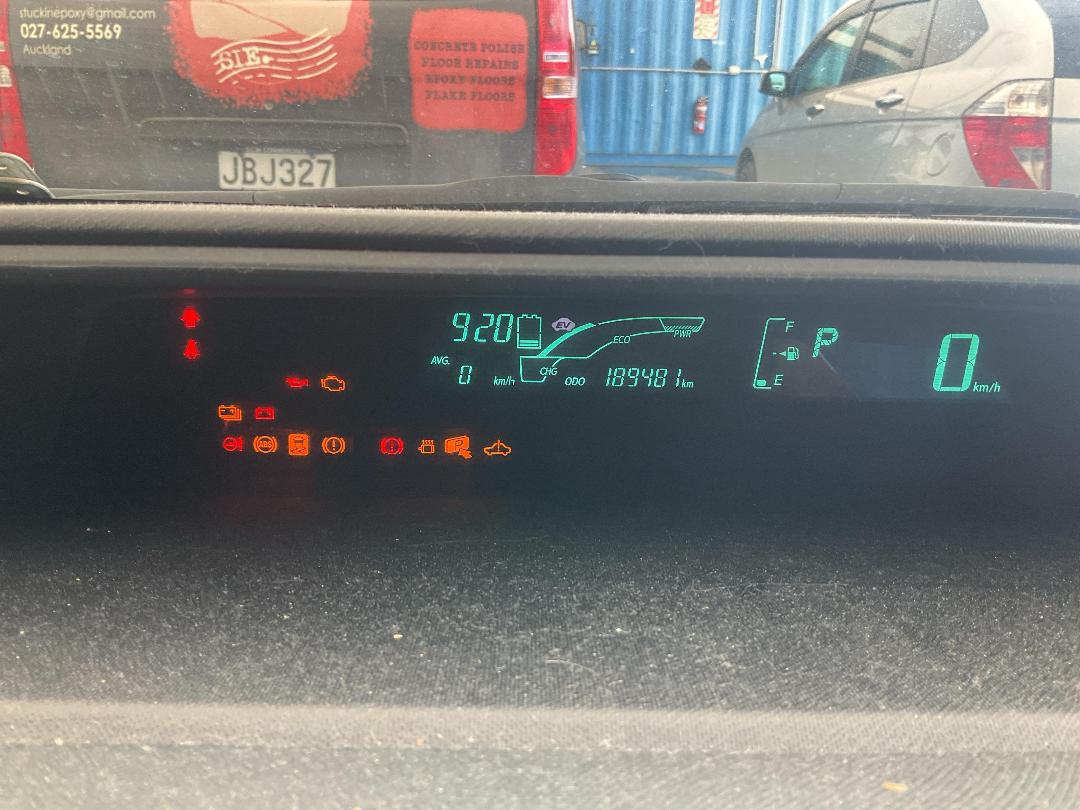 stuckinepoxy@gmail.com
027-625-5569
Auckland
SIE.
CONCRETE POLISH
FLOOR REPAIRS
EPOXY FLOORS
FLAKE FLOORS
JBJ327
9:20
EV
PWR
ECO
CHG
AVG.
0 km/h
ODO 189481 km
F
E
P
0 km/h
ABS
P